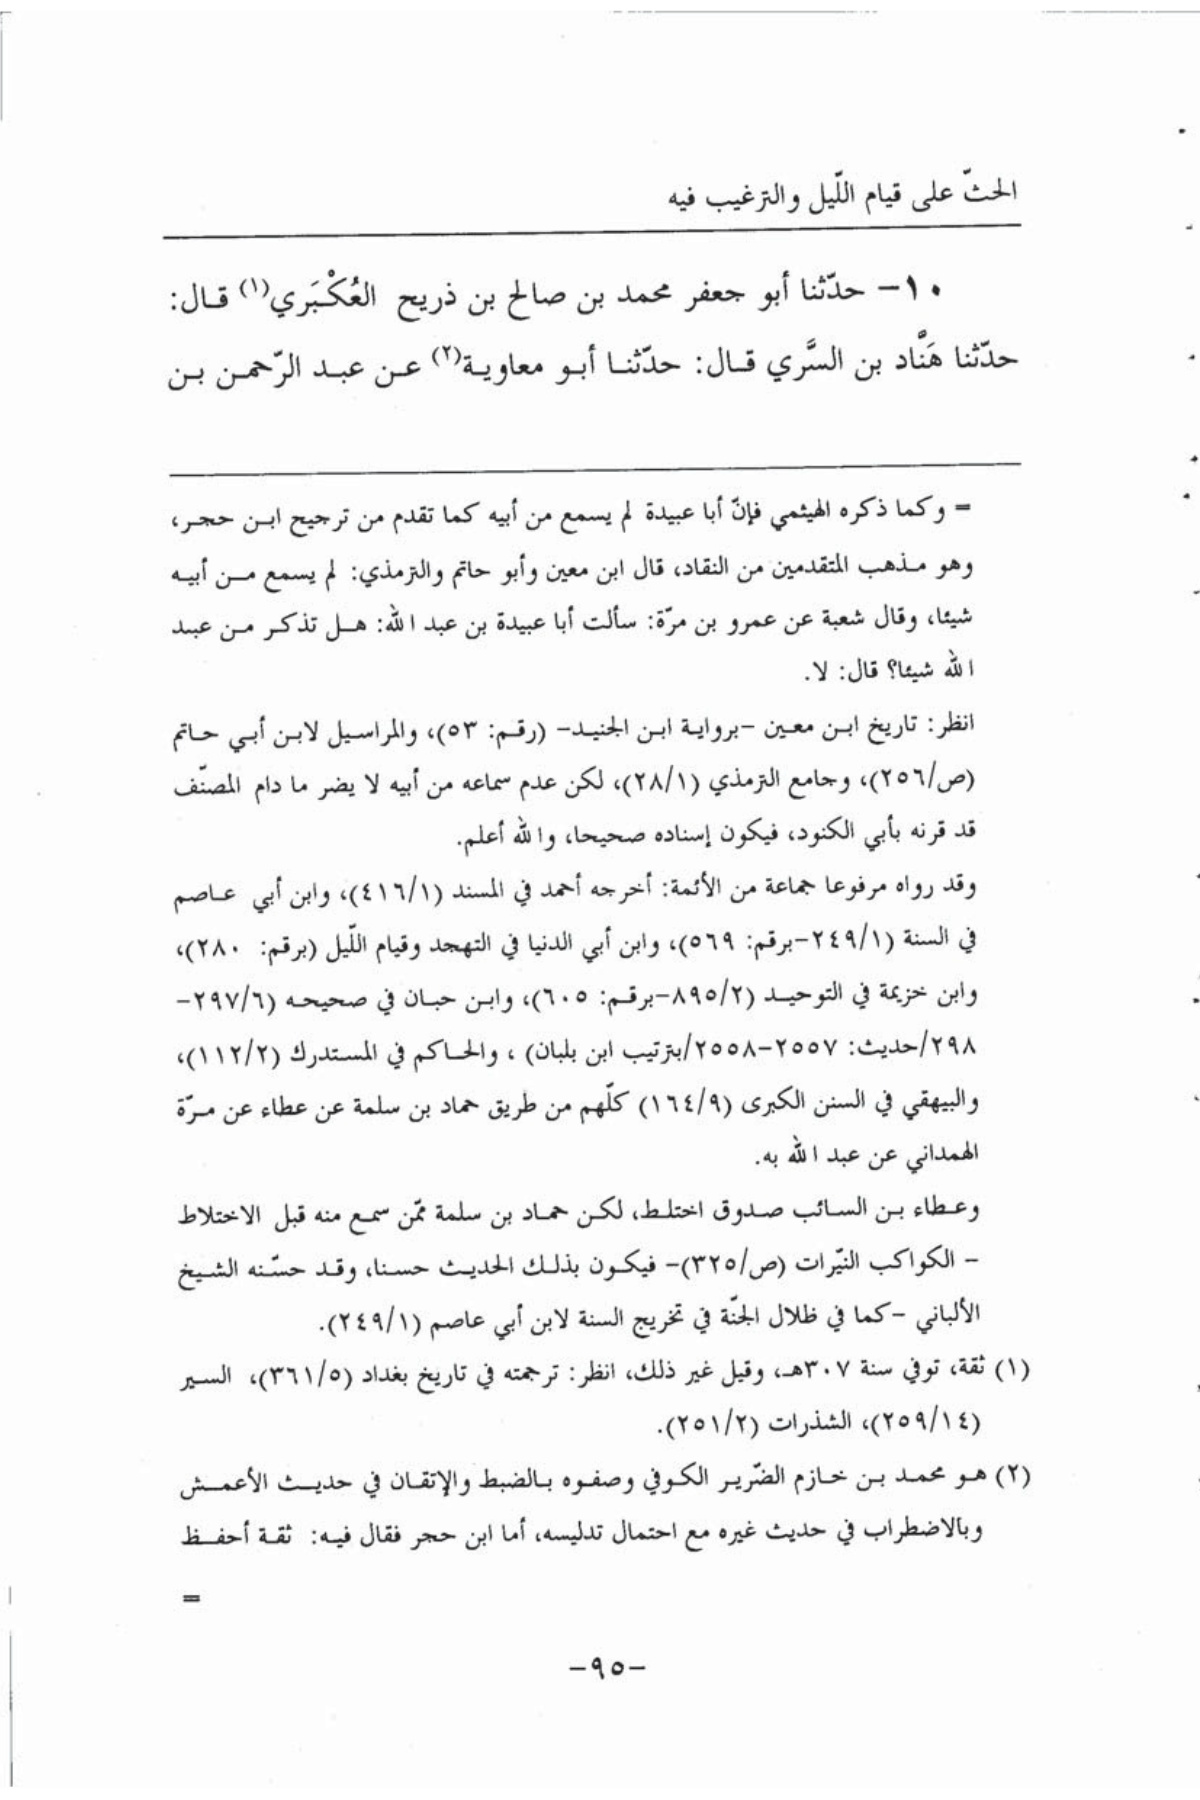 الحثّ على قيام اللّيل والترغيب فيه
١٠- حدّثنا أبو جعفر محمد بن صالح بن ذريح العُكْبَري(١) قال:
حدّثنا هَنَّاد بن السَّري قال: حدّثنا أبو معاوية(٢) عن عبد الرّحمن بن
= وكما ذكره الهيثمي فإنّ أبا عبيدة لم يسمع من أبيه كما تقدم من ترجيح ابن حجر،
وهو مذهب المتقدمين من النقاد، قال ابن معين وأبو حاتم والترمذي: لم يسمع من أبيه
شيئا، وقال شعبة عن عمرو بن مرّة: سألت أبا عبيدة بن عبد الله: هل تذكر من عبد
الله شيئا؟ قال: لا.
انظر: تاريخ ابن معين -برواية ابن الجنيد- (رقم: ٥٣)، والمراسيل لابن أبي حاتم
(ص/٢٥٦)، وجامع الترمذي (٢٨/١)، لكن عدم سماعه من أبيه لا يضر ما دام المصنّف
قد قرنه بأبي الكنود، فيكون إسناده صحيحا، والله أعلم.
وقد رواه مرفوعا جماعة من الأئمة: أخرجه أحمد في المسند (٤١٦/١)، وابن أبي عاصم
في السنة (٢٤٩/١-برقم: ٥٦٩)، وابن أبي الدنيا في التهجد وقيام اللّيل (برقم: ٢٨٠)،
وابن خزيمة في التوحيد (٨٩٥/٢-برقم: ٦٠٥)، وابن حبان في صحيحه (٢٩٧/٦-
٢٩٨/حديث: ٢٥٥٧-٢٥٥٨/بترتيب ابن بلبان) ، والحاكم في المستدرك (١١٢/٢)،
والبيهقي في السنن الكبرى (١٦٤/٩) كلّهم من طريق حماد بن سلمة عن عطاء عن مرّة
الهمداني عن عبد الله به.
وعطاء بن السائب صدوق اختلط، لكن حماد بن سلمة ممّن سمع منه قبل الاختلاط
- الكواكب النيّرات (ص/٣٢٥)- فيكون بذلك الحديث حسنا، وقد حسّنه الشيخ
الألباني -كما في ظلال الجنّة في تخريج السنة لابن أبي عاصم (٢٤٩/١).
(١) ثقة، توفي سنة ٣٠٧هـ، وقيل غير ذلك، انظر: ترجمته في تاريخ بغداد (٣٦١/٥)، السير
(٢٥٩/١٤)، الشذرات (٢٥١/٢).
(٢) هو محمد بن خازم الضّرير الكوفي وصفوه بالضبط والإتقان في حديث الأعمش
وبالاضطراب في حديث غيره مع احتمال تدليسه، أما ابن حجر فقال فيه: ثقة أحفظ
=
-٩٥-